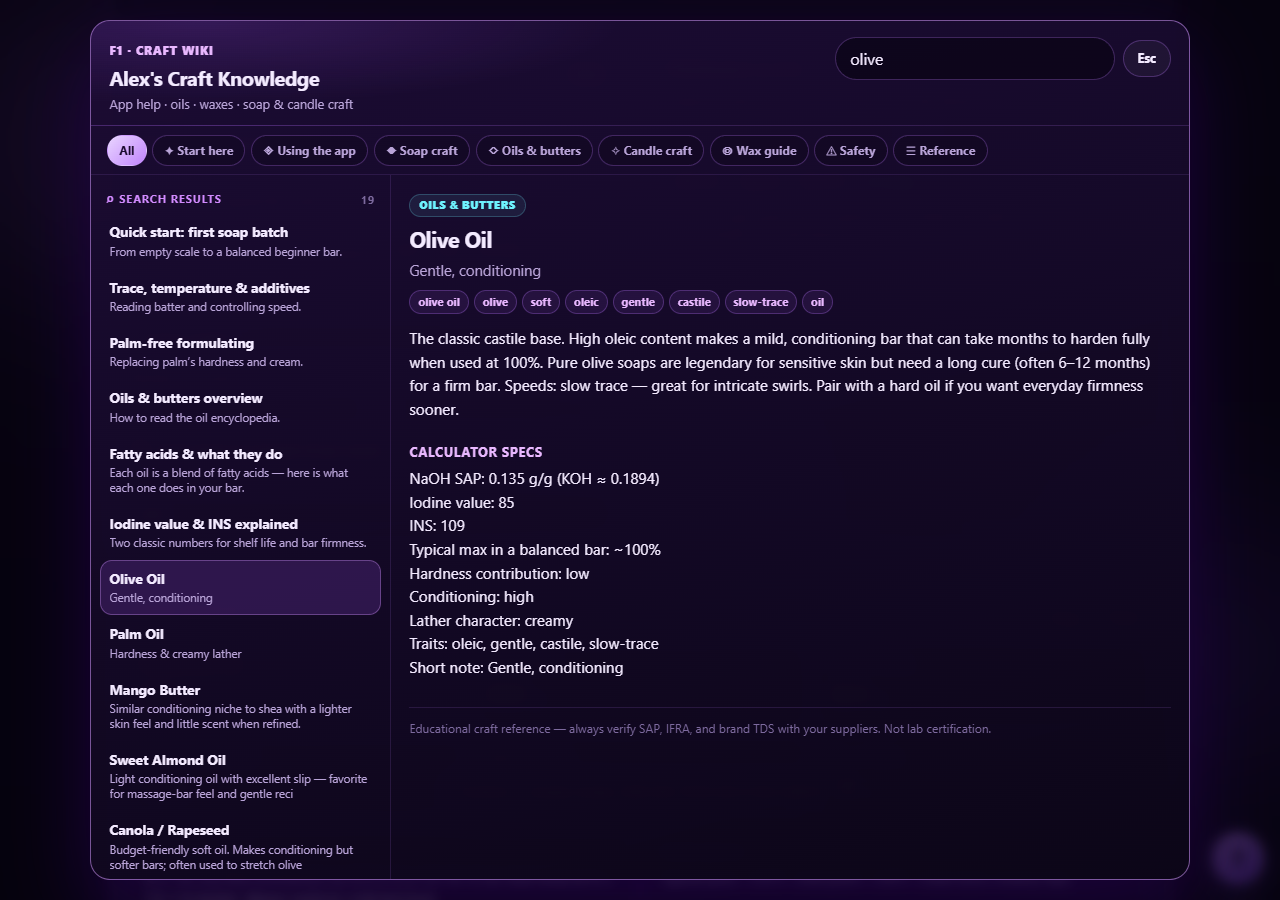 F1 · CRAFT WIKI
Alex's Craft Knowledge
App help · oils · waxes · soap & candle craft
olive
Esc
All
✦ Start here
◈ Using the app
◆ Soap craft
◇ Oils & butters
✧ Candle craft
◍ Wax guide
⚠ Safety
☰ Reference
⌕ SEARCH RESULTS
19
Quick start: first soap batch
From empty scale to a balanced beginner bar.
Trace, temperature & additives
Reading batter and controlling speed.
Palm-free formulating
Replacing palm's hardness and cream.
Oils & butters overview
How to read the oil encyclopedia.
Fatty acids & what they do
Each oil is a blend of fatty acids — here is what
each one does in your bar.
Iodine value & INS explained
Two classic numbers for shelf life and bar firmness.
Olive Oil
Gentle, conditioning
Palm Oil
Hardness & creamy lather
Mango Butter
Similar conditioning niche to shea with a lighter
skin feel and little scent when refined.
Sweet Almond Oil
Light conditioning oil with excellent slip — favorite
for massage-bar feel and gentle reci
Canola / Rapeseed
Budget-friendly soft oil. Makes conditioning but
softer bars; often used to stretch olive
OILS & BUTTERS
Olive Oil
Gentle, conditioning
olive oil
olive
soft
oleic
gentle
castile
slow-trace
oil
The classic castile base. High oleic content makes a mild, conditioning bar that can take months to harden fully
when used at 100%. Pure olive soaps are legendary for sensitive skin but need a long cure (often 6–12 months)
for a firm bar. Speeds: slow trace — great for intricate swirls. Pair with a hard oil if you want everyday firmness
sooner.
CALCULATOR SPECS
NaOH SAP: 0.135 g/g (KOH ≈ 0.1894)
Iodine value: 85
INS: 109
Typical max in a balanced bar: ~100%
Hardness contribution: low
Conditioning: high
Lather character: creamy
Traits: oleic, gentle, castile, slow-trace
Short note: Gentle, conditioning
Educational craft reference — always verify SAP, IFRA, and brand TDS with your suppliers. Not lab certification.